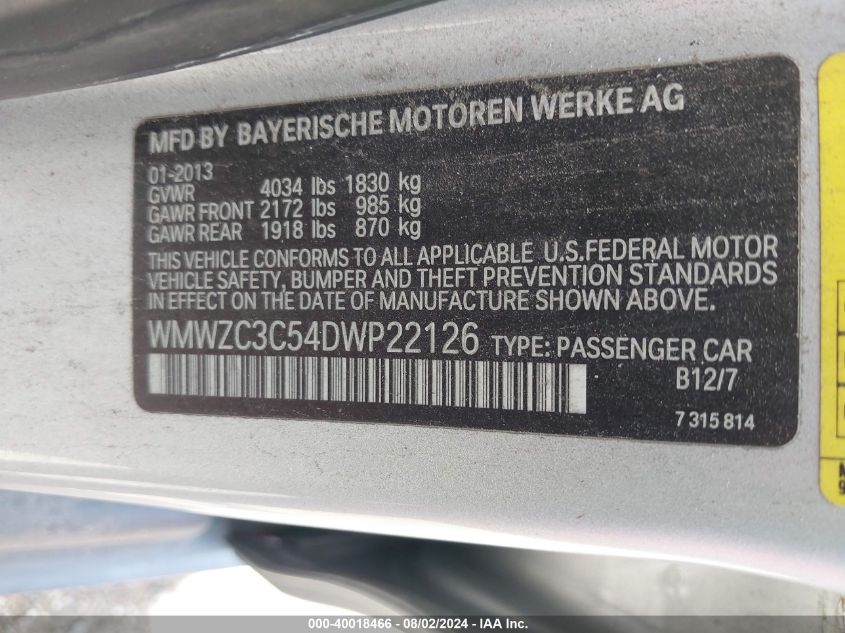 MFD BY BAYERISCHE MOTOREN WERKE AG
01-2013
GVWR 4034 lbs 1830 kg
GAWR FRONT 2172 lbs 985 kg
GAWR REAR 1918 lbs 870 kg
THIS VEHICLE CONFORMS TO ALL APPLICABLE U.S.FEDERAL MOTOR
VEHICLE SAFETY, BUMPER AND THEFT PREVENTION STANDARDS
IN EFFECT ON THE DATE OF MANUFACTURE SHOWN ABOVE.
WMWZC3C54DWP22126 TYPE: PASSENGER CAR
B12/7
7 315 814
000-40018466 - 08/02/2024 - IAA Inc.